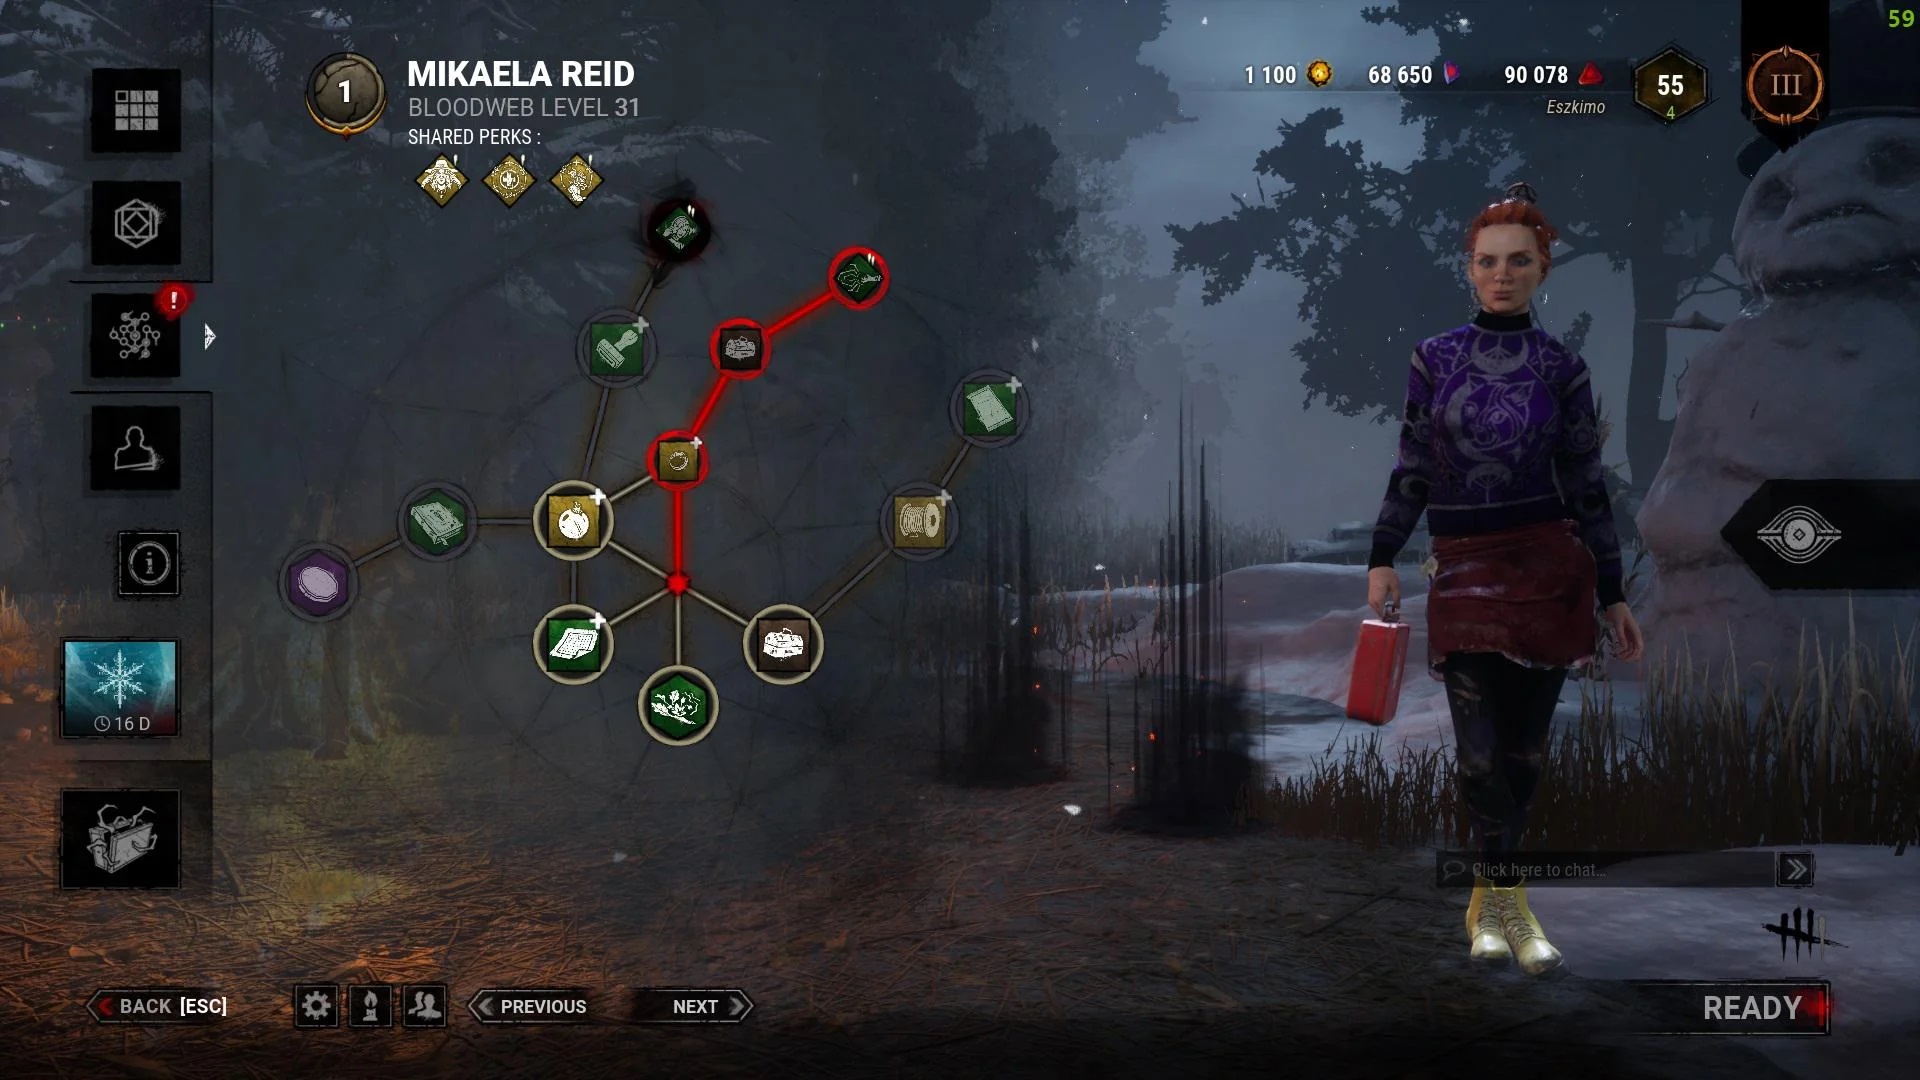 59
1
MIKAELA REID
BLOODWEB LEVEL 31
SHARED PERKS :
1 100
68 650
90 078
Eszkimo
55
4
III
!
16 D
Click here to chat...
BACK [ESC]
PREVIOUS
NEXT
READY